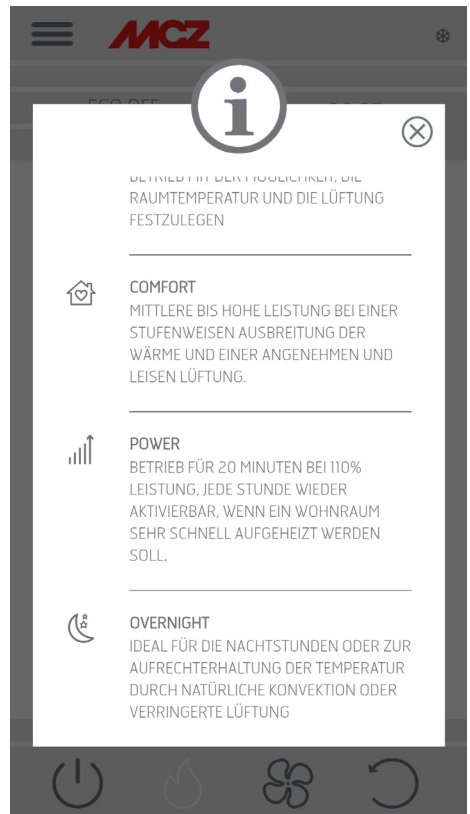 MCZ
BETRIEB MIT DER MÖGLICHKEIT, DIE
RAUMTEMPERATUR UND DIE LÜFTUNG
FESTZULEGEN
COMFORT
MITTLERE BIS HOHE LEISTUNG BEI EINER
STUFENWEISEN AUSBREITUNG DER
WÄRME UND EINER ANGENEHMEN UND
LEISEN LÜFTUNG.
POWER
BETRIEB FÜR 20 MINUTEN BEI 110%
LEISTUNG, JEDE STUNDE WIEDER
AKTIVIERBAR, WENN EIN WOHNRAUM
SEHR SCHNELL AUFGEHEIZT WERDEN
SOLL.
OVERNIGHT
IDEAL FÜR DIE NACHTSTUNDEN ODER ZUR
AUFRECHTERHALTUNG DER TEMPERATUR
DURCH NATÜRLICHE KONVEKTION ODER
VERRINGERTE LÜFTUNG